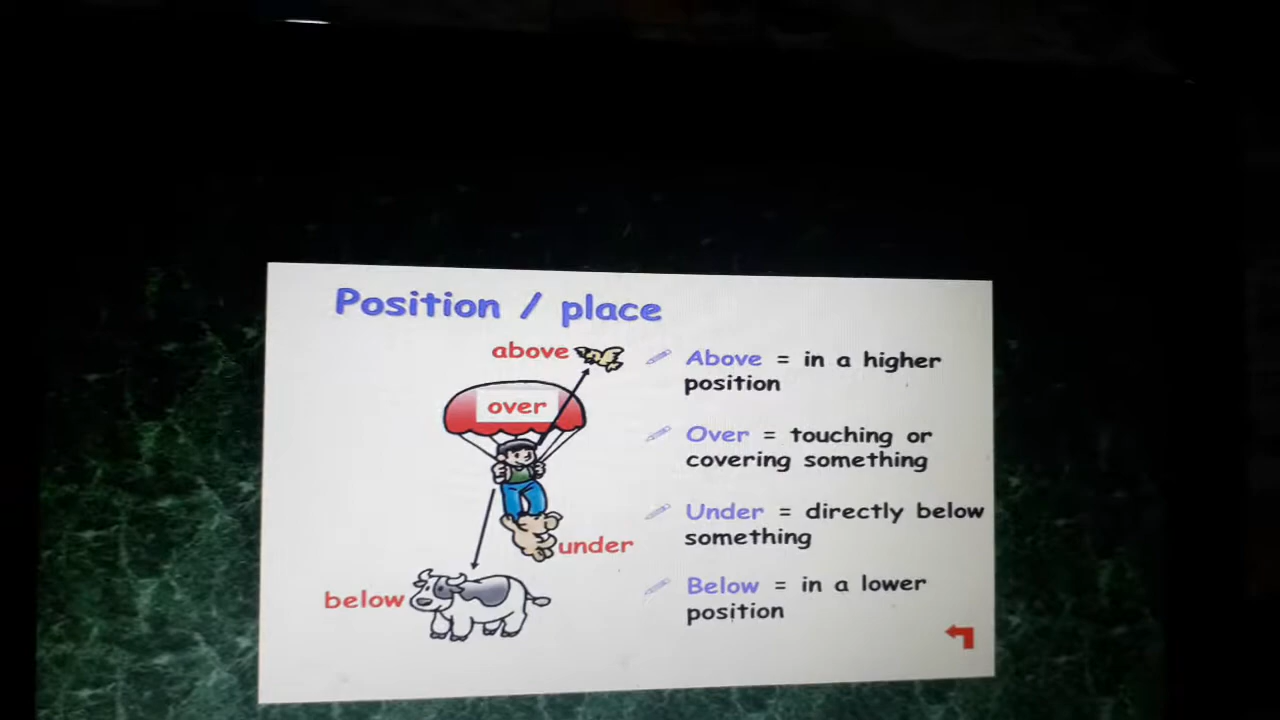 Position / place
above
over
under
below
Above = in a higher
position
Over = touching or
covering something
Under = directly below
something
Below = in a lower
position